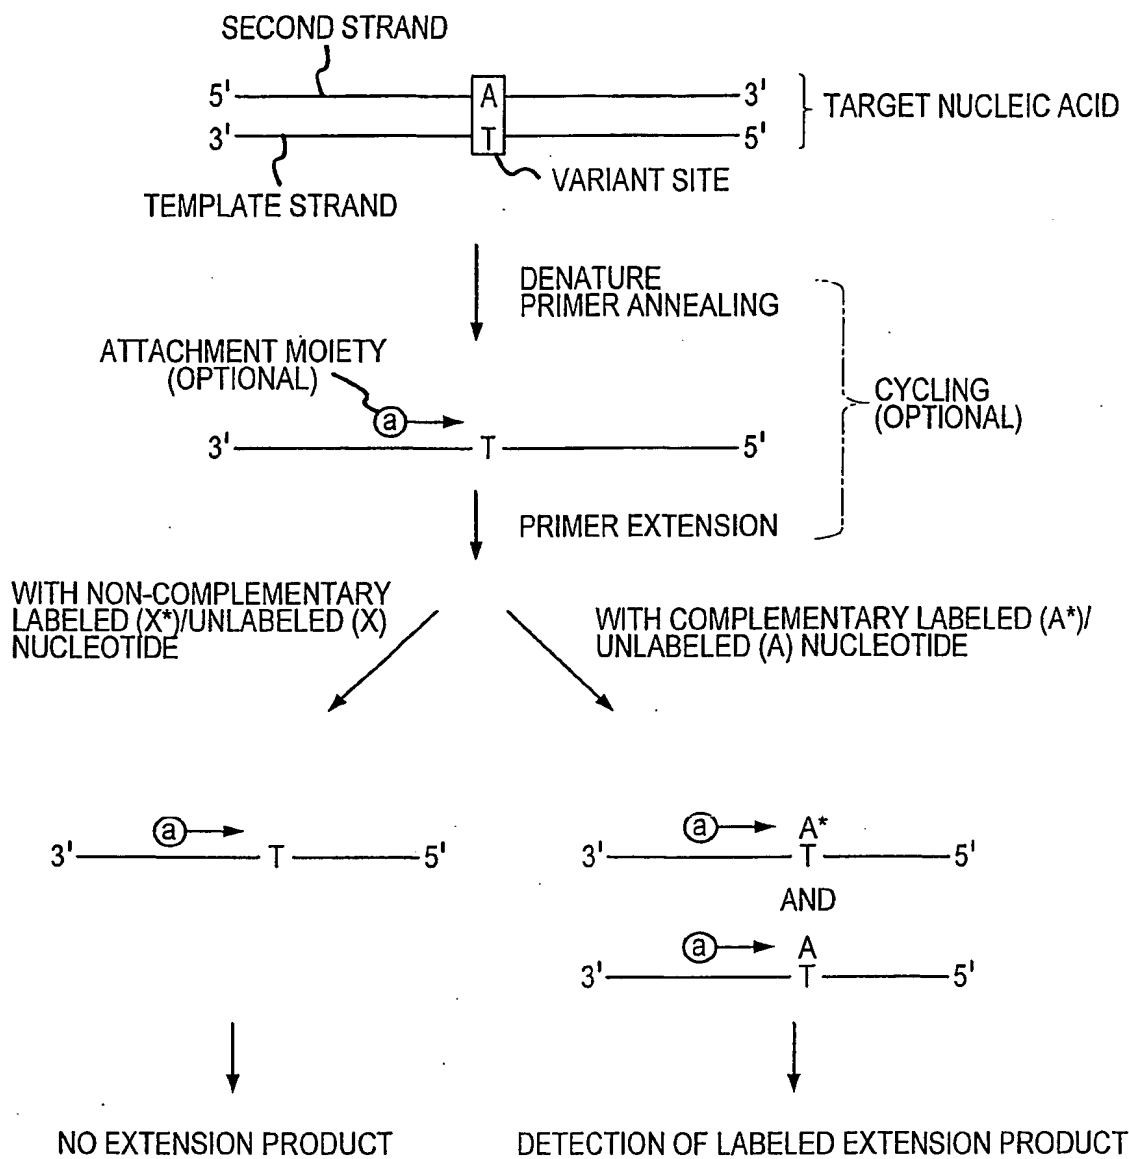 SECOND STRAND
5' A 3'
3' T 5'
TARGET NUCLEIC ACID
VARIANT SITE
TEMPLATE STRAND
DENATURE
PRIMER ANNEALING
ATTACHMENT MOIETY
(OPTIONAL)
a
3' T 5'
CYCLING
(OPTIONAL)
PRIMER EXTENSION
WITH NON-COMPLEMENTARY
LABELED (X*)/UNLABELED (X)
NUCLEOTIDE
WITH COMPLEMENTARY LABELED (A*)/
UNLABELED (A) NUCLEOTIDE
a
3' T 5'
a A*
3' T 5'
AND
a A
3' T 5'
NO EXTENSION PRODUCT
DETECTION OF LABELED EXTENSION PRODUCT